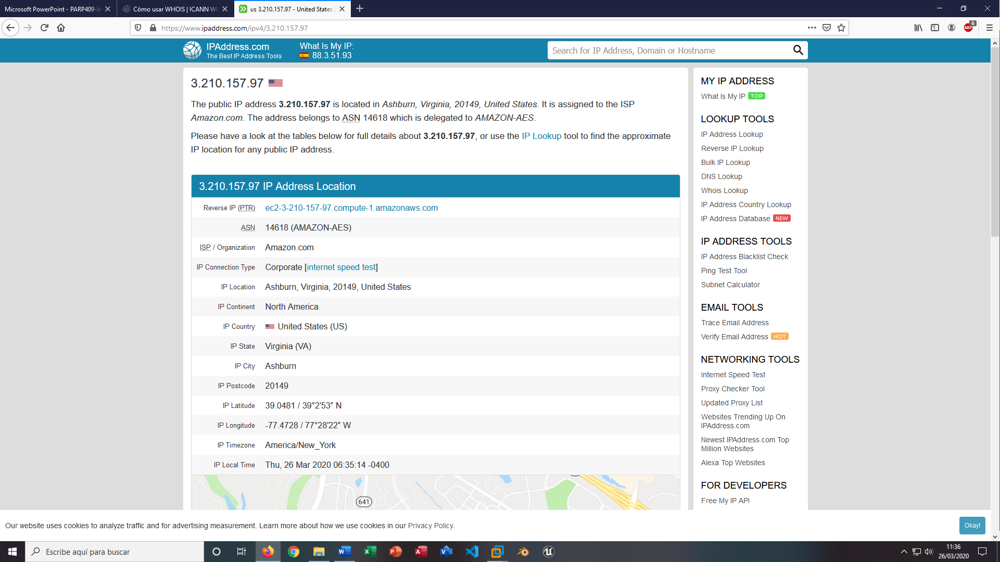 Microsoft PowerPoint - PARP409-In
Cómo usar WHOIS | ICANN WH
us 3.210.157.97 - United States |
https://www.ipaddress.com/ipv4/3.210.157.97
ABP
6
IPAddress.com
The Best IP Address Tools
What Is My IP:
88.3.51.93
Search for IP Address, Domain or Hostname
3.210.157.97
The public IP address 3.210.157.97 is located in Ashburn, Virginia, 20149, United States. It is assigned to the ISP
Amazon.com. The address belongs to ASN 14618 which is delegated to AMAZON-AES.
Please have a look at the tables below for full details about 3.210.157.97, or use the IP Lookup tool to find the approximate
IP location for any public IP address.
3.210.157.97 IP Address Location
Reverse IP (PTR) ec2-3-210-157-97.compute-1.amazonaws.com
ASN 14618 (AMAZON-AES)
ISP / Organization Amazon.com
IP Connection Type Corporate [internet speed test]
IP Location Ashburn, Virginia, 20149, United States
IP Continent North America
IP Country United States (US)
IP State Virginia (VA)
IP City Ashburn
IP Postcode 20149
IP Latitude 39.0481 / 39°2′53″ N
IP Longitude -77.4728 / 77°28′22″ W
IP Timezone America/New_York
IP Local Time Thu, 26 Mar 2020 06:35:14 -0400
641
MY IP ADDRESS
What Is My IP TOP
LOOKUP TOOLS
IP Address Lookup
Reverse IP Lookup
Bulk IP Lookup
DNS Lookup
Whois Lookup
IP Address Country Lookup
IP Address Database NEW
IP ADDRESS TOOLS
IP Address Blacklist Check
Ping Test Tool
Subnet Calculator
EMAIL TOOLS
Trace Email Address
Verify Email Address HOT
NETWORKING TOOLS
Internet Speed Test
Proxy Checker Tool
Updated Proxy List
Websites Trending Up On
IPAddress.com
Newest IPAddress.com Top
Million Websites
Alexa Top Websites
FOR DEVELOPERS
Free My IP API
Our website uses cookies to analyze traffic and for advertising measurement. Learn more about how we use cookies in our Privacy Policy.
Okay!
Escribe aquí para buscar
11:36
26/03/2020